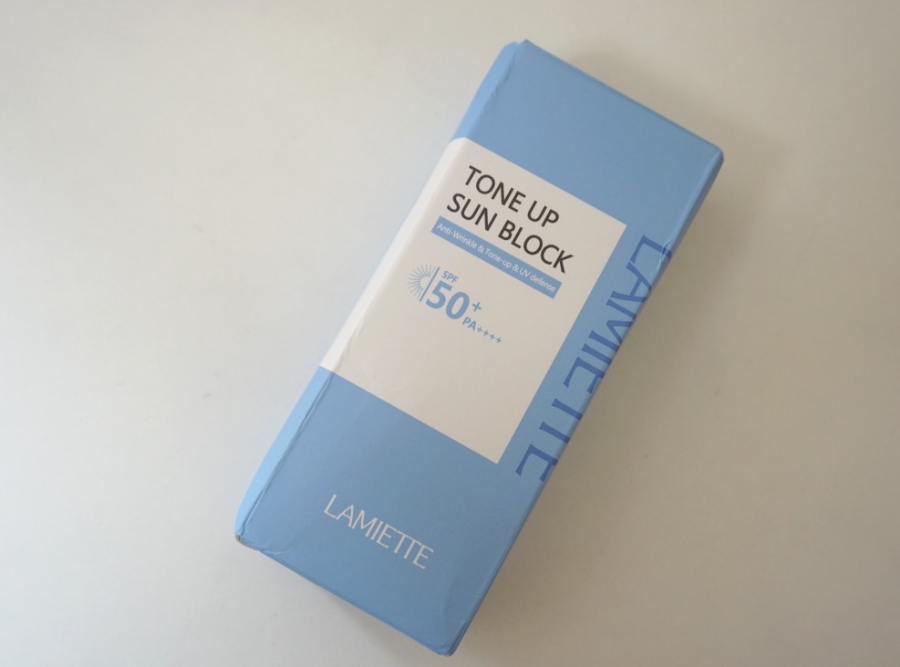 TONE UP
SUN BLOCK
Anti-Wrinkle & Tone-up & UV defense
SPF
50+
PA++++
LAMIETTE
LAMIETTE